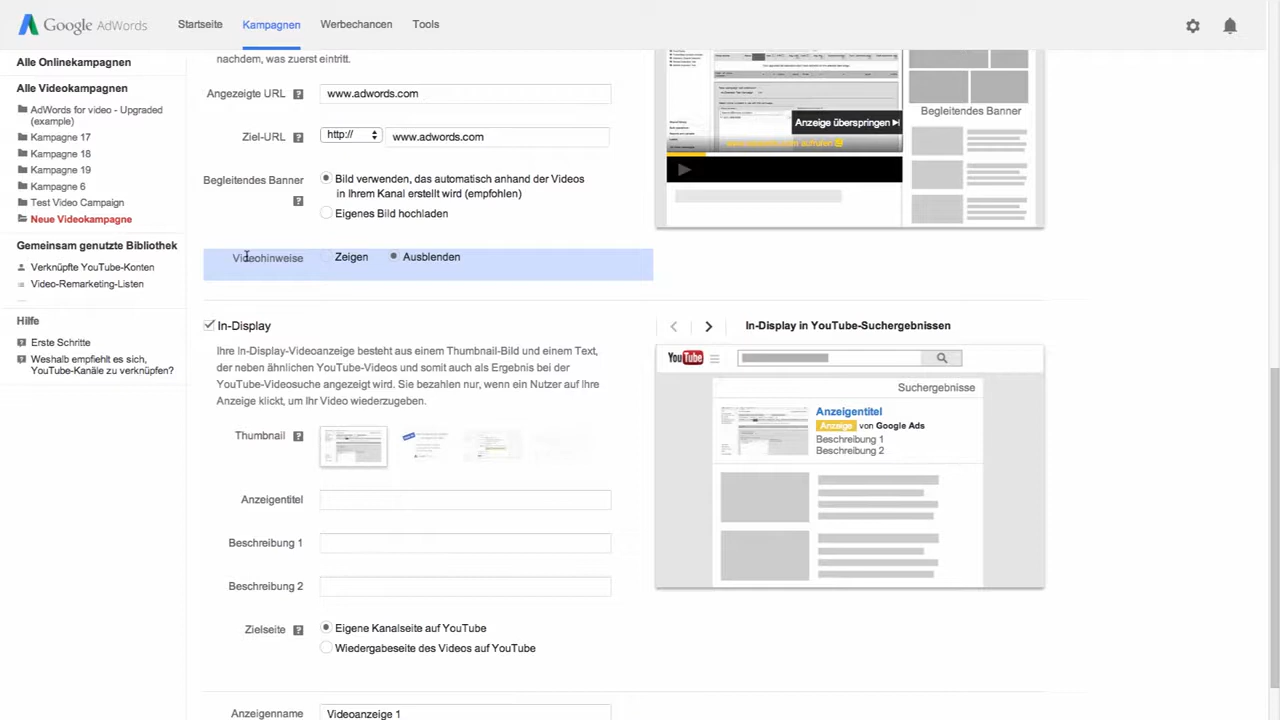 Google AdWords
Startseite
Kampagnen
Werbechancen
Tools
Alle Onlinekampagnen
Alle Videokampagnen
AdWords for video - Upgraded
(example)
Kampagne 17
Kampagne 18
Kampagne 19
Kampagne 6
Test Video Campaign
Neue Videokampagne
Gemeinsam genutzte Bibliothek
Verknüpfte YouTube-Konten
Video-Remarketing-Listen
Hilfe
Erste Schritte
Weshalb empfiehlt es sich,
YouTube-Kanäle zu verknüpfen?
nachdem, was zuerst eintritt.
Angezeigte URL ? www.adwords.com
Ziel-URL ? http:// www.adwords.com
Begleitendes Banner
?
Bild verwenden, das automatisch anhand der Videos
in Ihrem Kanal erstellt wird (empfohlen)
Eigenes Bild hochladen
Videohinweise Zeigen Ausblenden
Anzeige überspringen
Begleitendes Banner
In-Display
Ihre In-Display-Videoanzeige besteht aus einem Thumbnail-Bild und einem Text,
der neben ähnlichen YouTube-Videos und somit auch als Ergebnis bei der
YouTube-Videosuche angezeigt wird. Sie bezahlen nur, wenn ein Nutzer auf Ihre
Anzeige klickt, um Ihr Video wiederzugeben.
Thumbnail ?
Anzeigentitel
Beschreibung 1
Beschreibung 2
Zielseite ? Eigene Kanalseite auf YouTube
Wiedergabeseite des Videos auf YouTube
In-Display in YouTube-Suchergebnissen
YouTube
Suchergebnisse
Anzeigentitel
Anzeige von Google Ads
Beschreibung 1
Beschreibung 2
Anzeigenname Videoanzeige 1